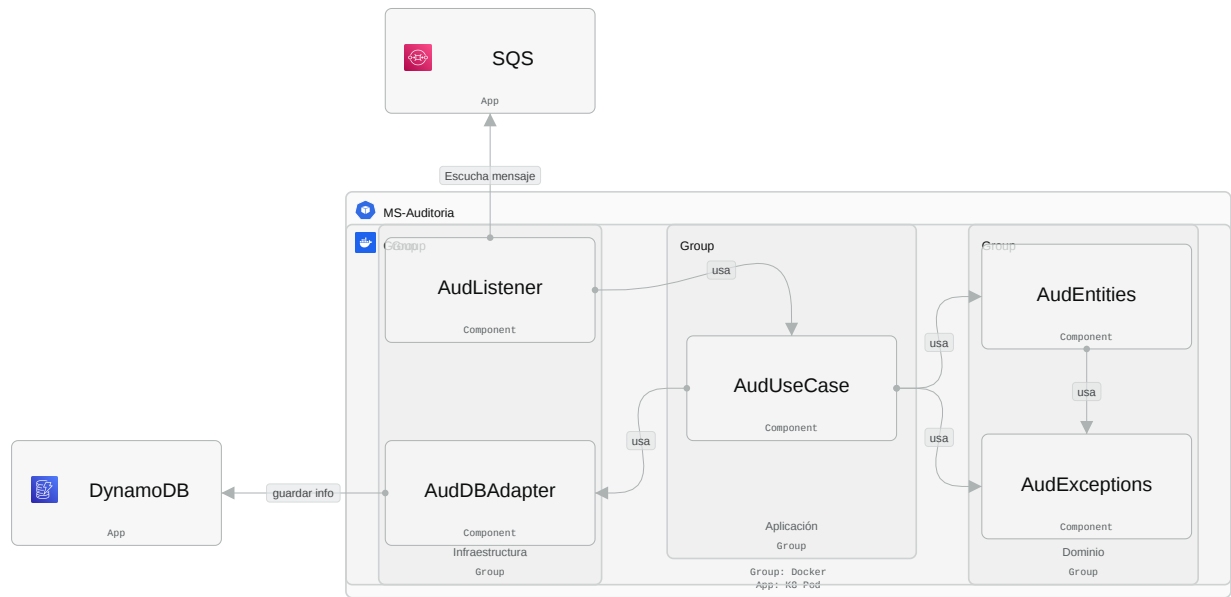 SQS
App
Escucha mensaje
MS-Auditoria
Group
Group
Group
Group
AudListener
Component
usa
AudEntities
Component
usa
AudUseCase
Component
usa
usa
usa
AudExceptions
Component
DynamoDB
App
guardar info
AudDBAdapter
Component
Infraestructura
Group
Aplicación
Group
Dominio
Group
Group: Docker
App: K8 Pod